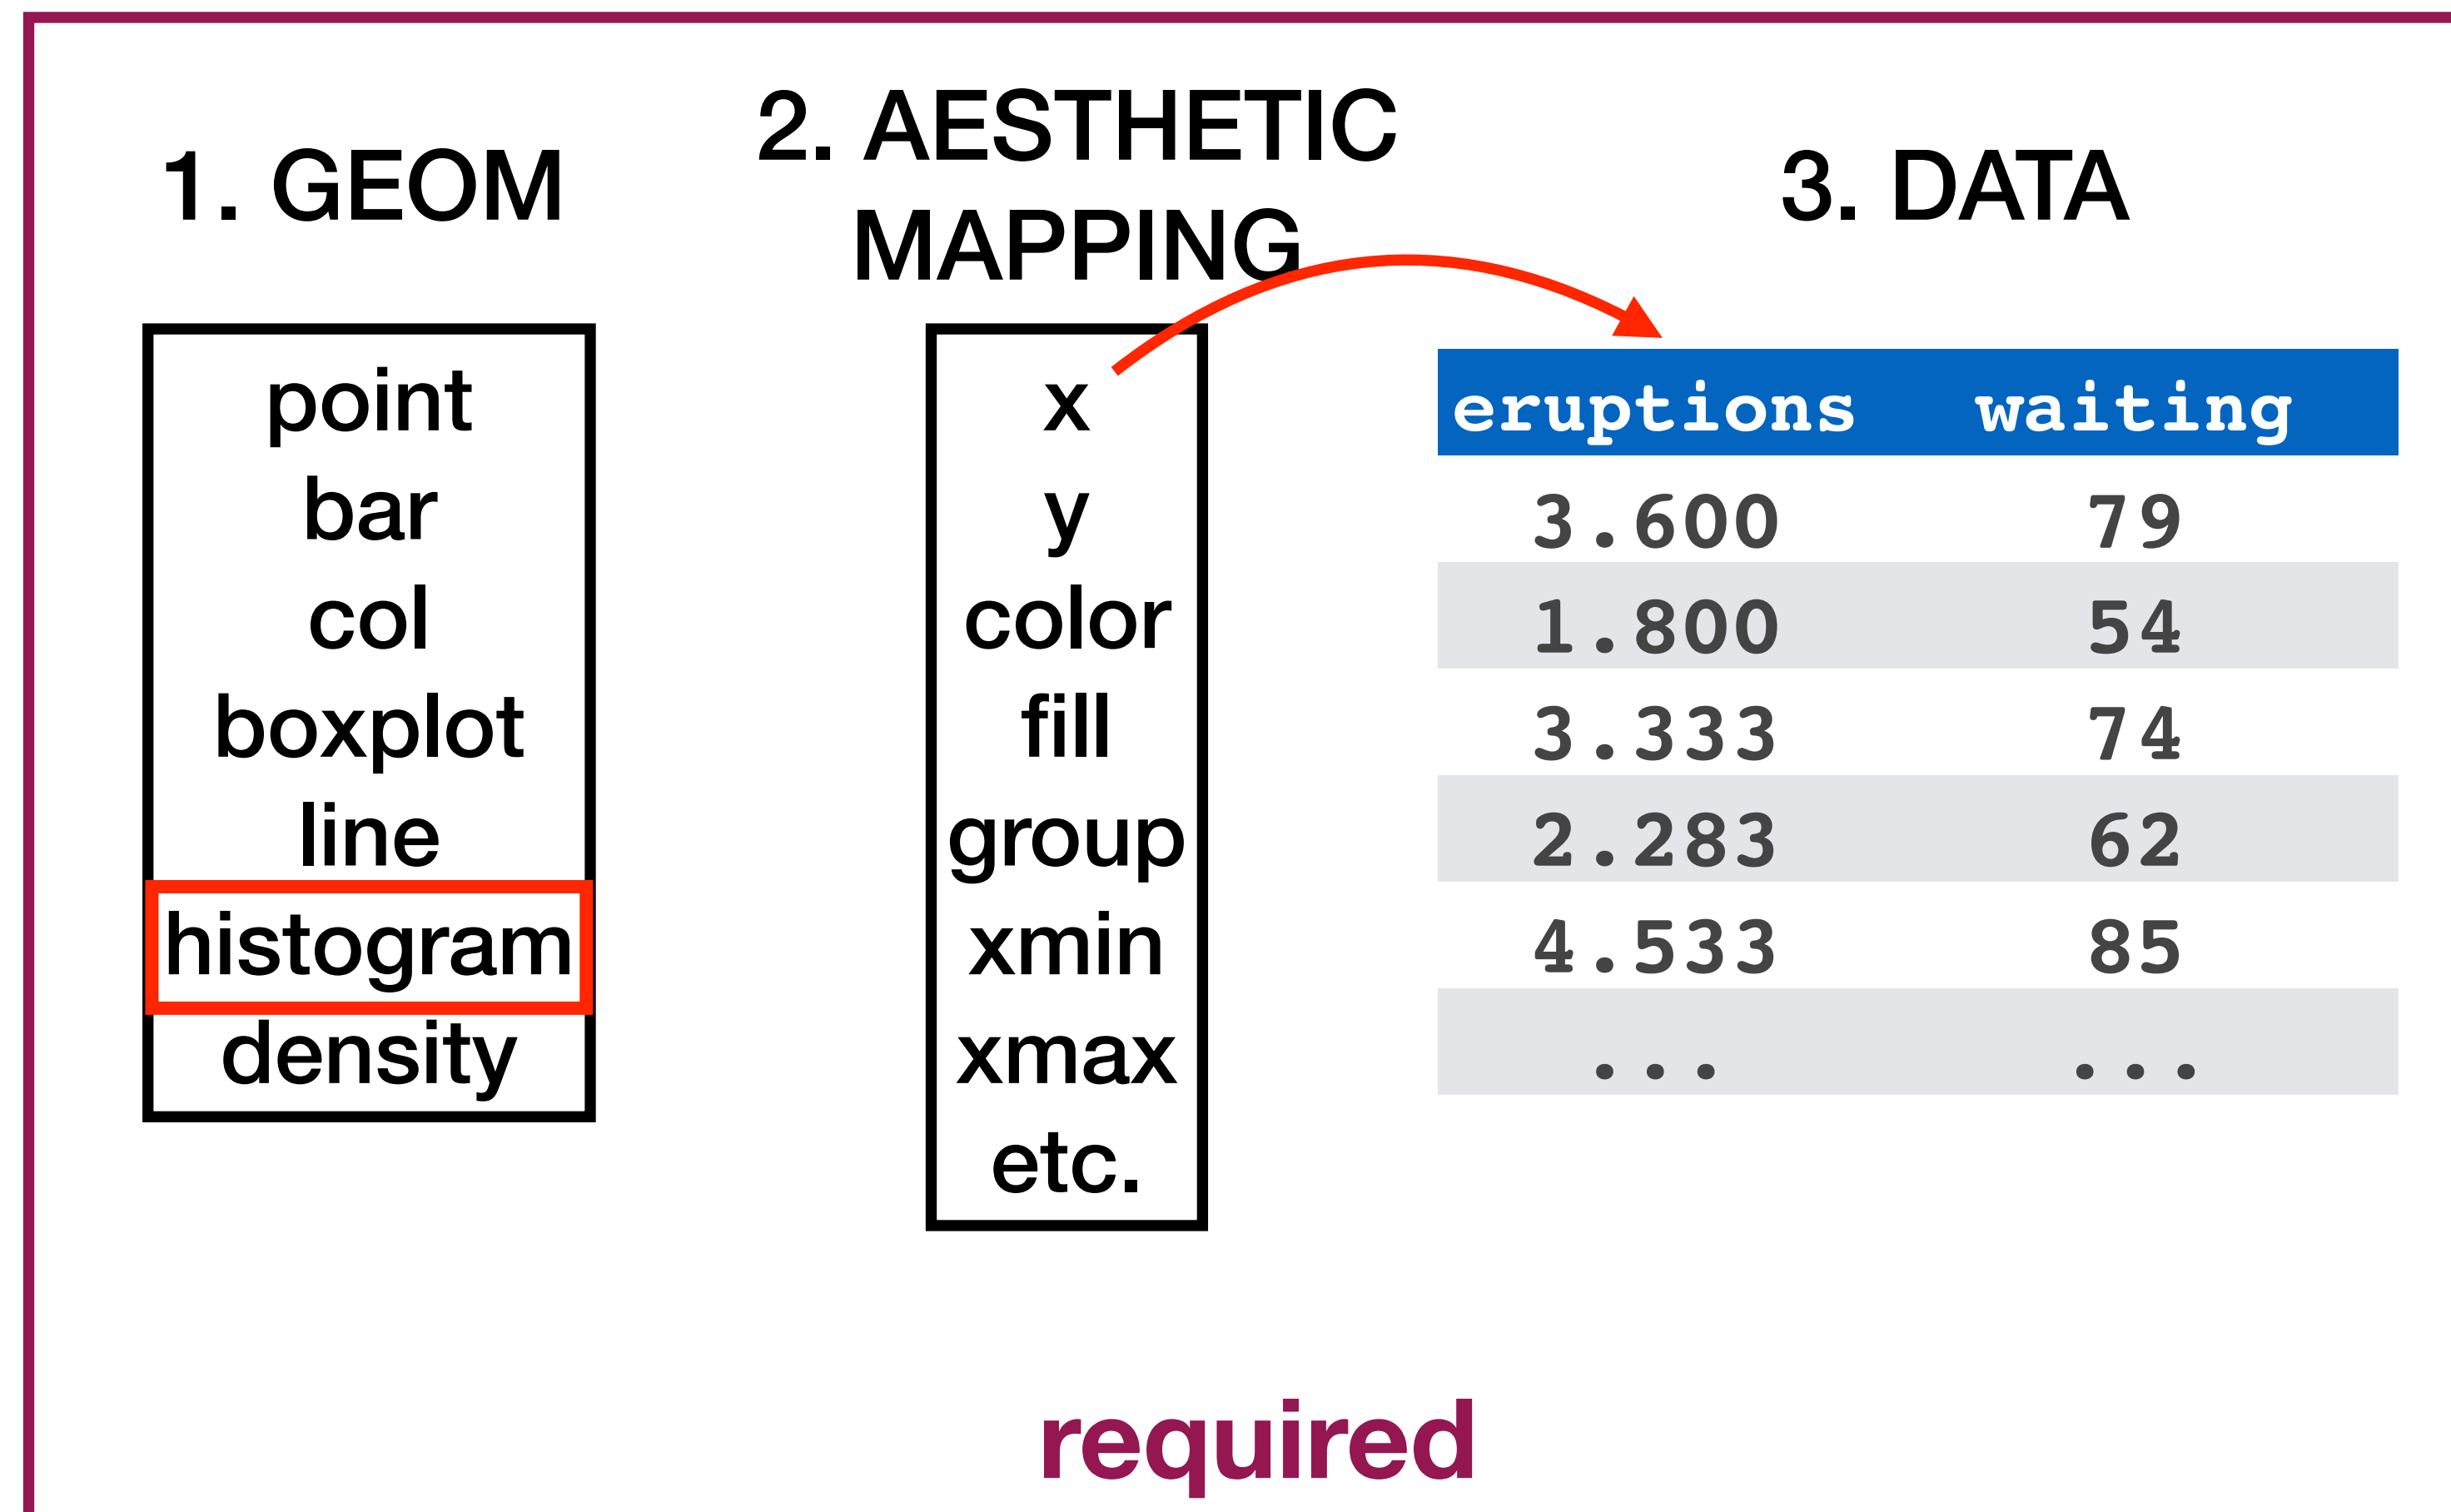 1. GEOM
2. AESTHETIC
MAPPING
3. DATA
point
bar
col
boxplot
line
histogram
density
x
y
color
fill
group
xmin
xmax
etc.
eruptions waiting
3.600 79
1.800 54
3.333 74
2.283 62
4.533 85
... ...
required